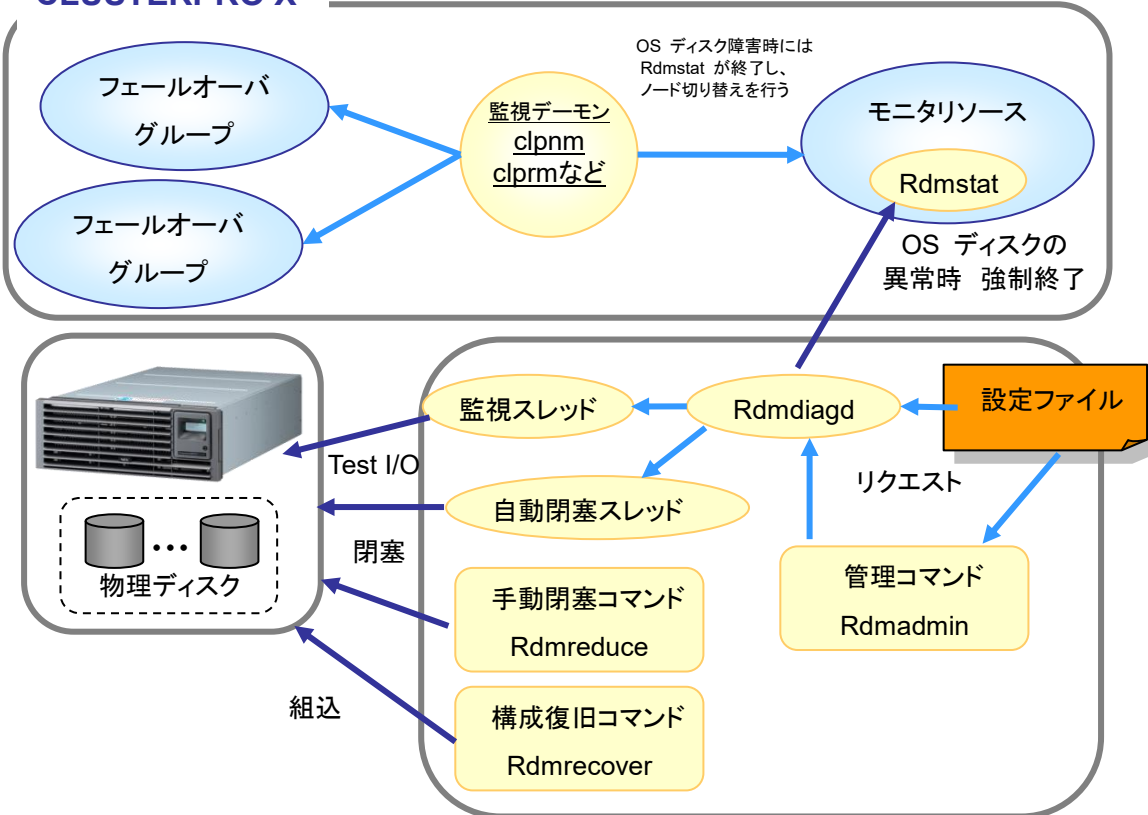 CLUSTERPRO X
フェールオーバ
グループ
フェールオーバ
グループ
監視デーモン
clpnm
clprmなど
OS ディスク障害時には
Rdmstat が終了し、
ノード切り替えを行う
モニタリソース
Rdmstat
OS ディスクの
異常時 強制終了
監視スレッド
Rdmdiagd
設定ファイル
Test I/O
リクエスト
自動閉塞スレッド
閉塞
物理ディスク
手動閉塞コマンド
Rdmreduce
管理コマンド
Rdmadmin
組込
構成復旧コマンド
Rdmrecover